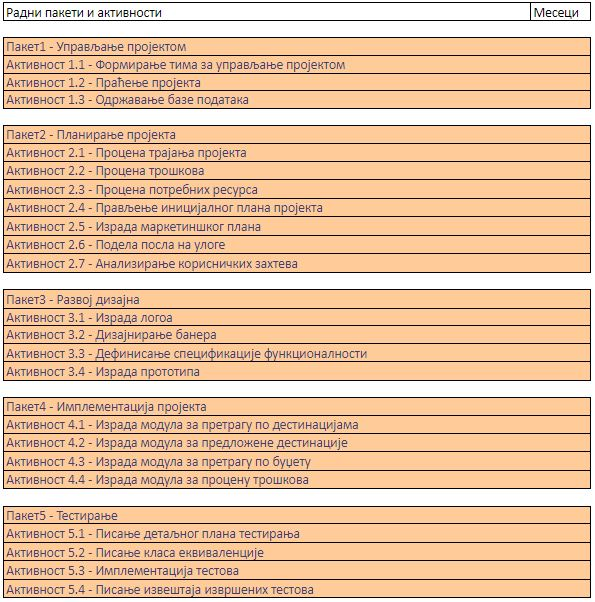 Радни пакети и активности Месеци
Пакет1 - Управљање пројектом
Активност 1.1 - Формирање тима за управљање пројектом
Активност 1.2 - Праћење пројекта
Активност 1.3 - Одржавање базе података
Пакет2 - Планирање пројекта
Активност 2.1 - Процена трајања пројекта
Активност 2.2 - Процена трошкова
Активност 2.3 - Процена потребних ресурса
Активност 2.4 - Прављење иницијалног плана пројекта
Активност 2.5 - Израда маркетиншког плана
Активност 2.6 - Подела посла на улоге
Активност 2.7 - Анализирање корисничких захтева
Пакет3 - Развој дизајна
Активност 3.1 - Израда логоа
Активност 3.2 - Дизајнирање банера
Активност 3.3 - Дефинисање спецификације функционалности
Активност 3.4 - Израда прототипа
Пакет4 - Имплементација пројекта
Активност 4.1 - Израда модула за претрагу по дестинацијама
Активност 4.2 - Израда модула за предложене дестинације
Активност 4.3 - Израда модула за претрагу по буџету
Активност 4.4 - Израда модула за процену трошкова
Пакет5 - Тестирање
Активност 5.1 - Писање детаљног плана тестирања
Активност 5.2 - Писање класа еквиваленције
Активност 5.3 - Имплементација тестова
Активност 5.4 - Писање извештаја извршених тестова